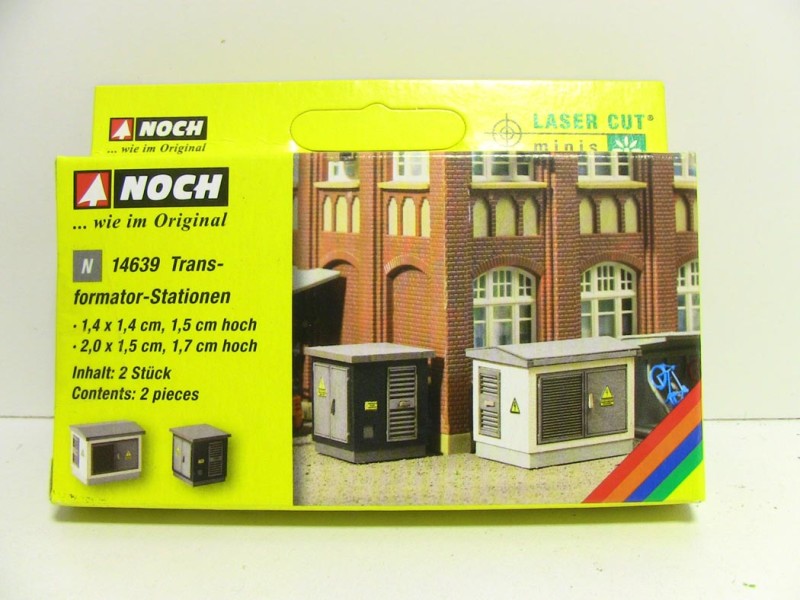 NOCH
... wie im Original
LASER CUT®
minis
NOCH
... wie im Original
N 14639 Trans-
formator-Stationen
· 1,4 x 1,4 cm, 1,5 cm hoch
· 2,0 x 1,5 cm, 1,7 cm hoch
Inhalt: 2 Stück
Contents: 2 pieces